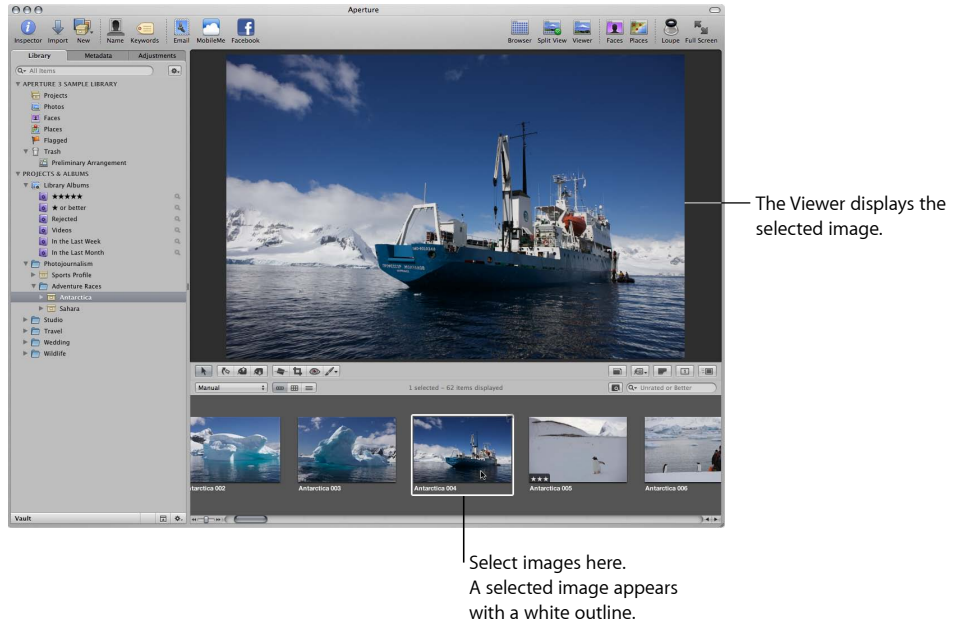 Aperture
Inspector Import New Name Keywords Email MobileMe Facebook Browser Split View Viewer Faces Places Loupe Full Screen
Library Metadata Adjustments
All Items
APERTURE 3 SAMPLE LIBRARY
Projects
Photos
Faces
Places
Flagged
Trash
Preliminary Arrangement
PROJECTS & ALBUMS
Library Albums
★★★★★
★ or better
Rejected
Videos
In the Last Week
In the Last Month
Photojournalism
Sports Profile
Adventure Races
Antarctica
Sahara
Studio
Travel
Wedding
Wildlife
The Viewer displays the
selected image.
Manual 1 selected – 62 items displayed Unrated or Better
★★★
tarctica 002 Antarctica 003 Antarctica 004 Antarctica 005 Antarctica 006
Vault
Select images here.
A selected image appears
with a white outline.